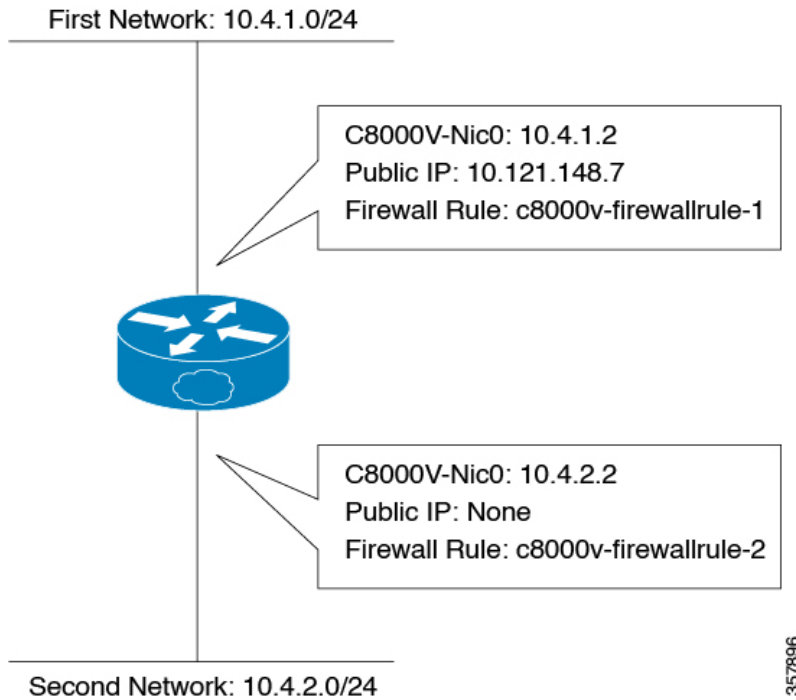 First Network: 10.4.1.0/24
C8000V-Nic0: 10.4.1.2
Public IP: 10.121.148.7
Firewall Rule: c8000v-firewallrule-1
C8000V-Nic0: 10.4.2.2
Public IP: None
Firewall Rule: c8000v-firewallrule-2
Second Network: 10.4.2.0/24
357896